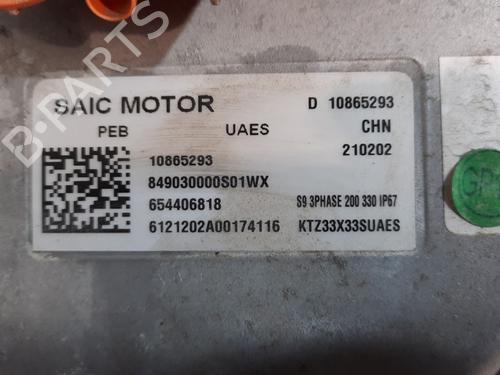 B-PARTS
SAIC MOTOR D 10865293
PEB UAES CHN
10865293 210202
849030000S01WX
654406818 S9 3PHASE 200 330 IP67
6121202A00174116 KTZ33X33SUAES